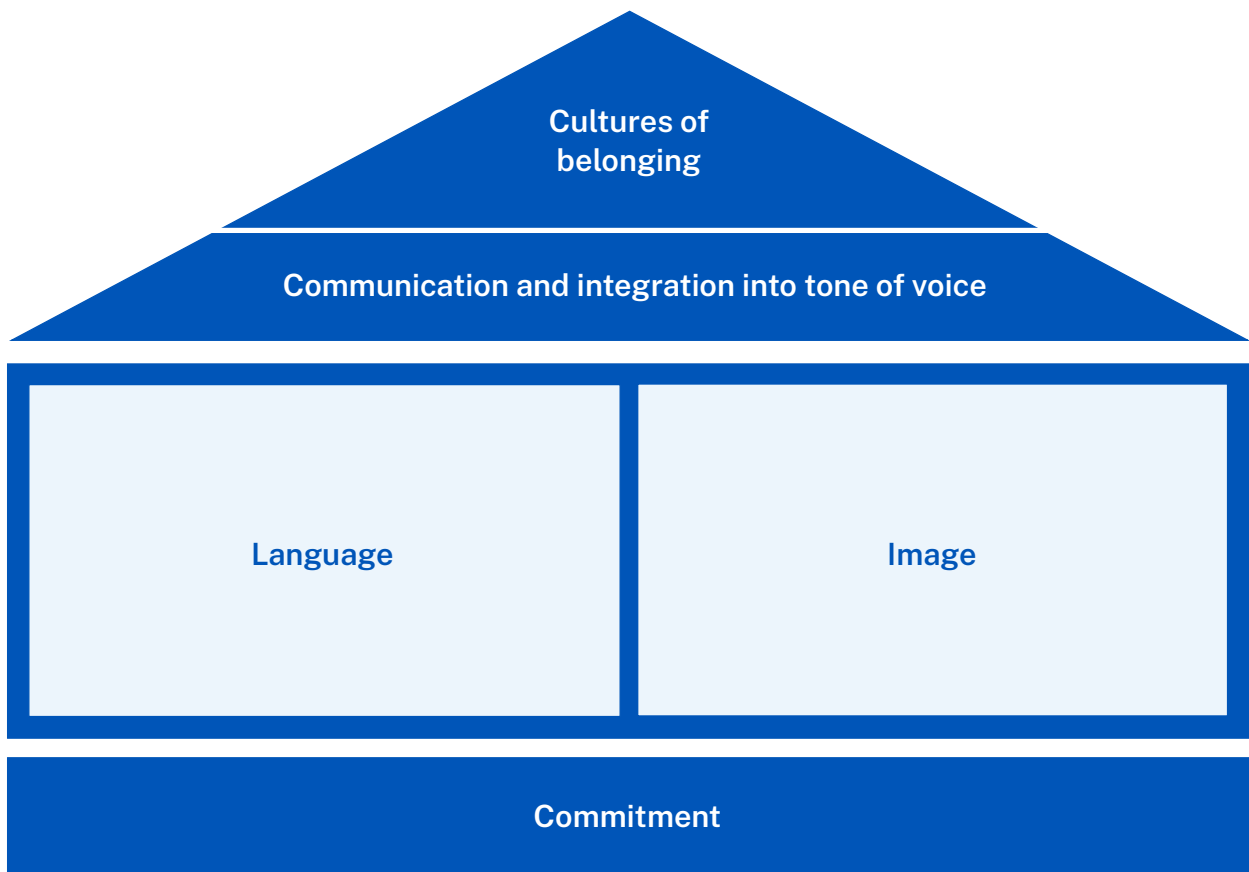 Cultures of
belonging
Communication and integration into tone of voice
Language
Image
Commitment